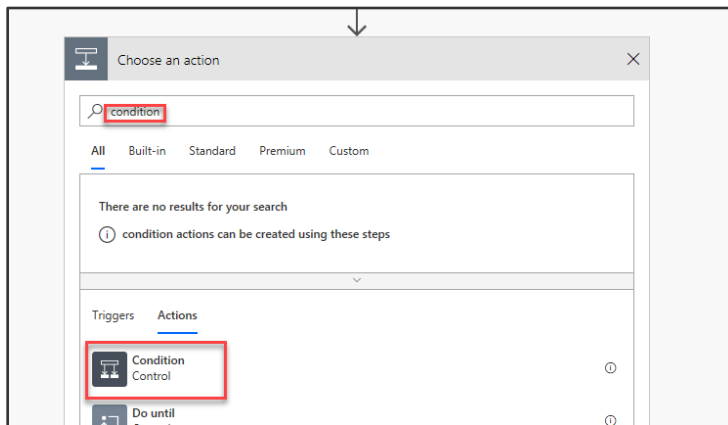 Choose an action
condition
All Built-in Standard Premium Custom
There are no results for your search
condition actions can be created using these steps
Triggers Actions
Condition
Control
Do until